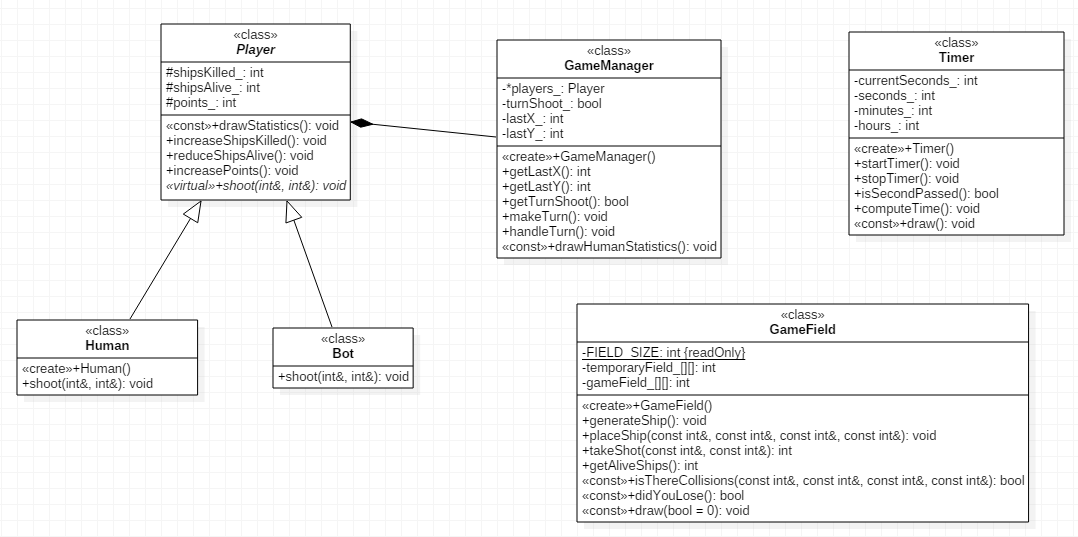 «class»
Player
#shipsKilled_: int
#shipsAlive_: int
#points_: int
«const»+drawStatistics(): void
+increaseShipsKilled(): void
+reduceShipsAlive(): void
+increasePoints(): void
«virtual»+shoot(int&, int&): void
«class»
GameManager
-*players_: Player
-turnShoot_: bool
-lastX_: int
-lastY_: int
«create»+GameManager()
+getLastX(): int
+getLastY(): int
+getTurnShoot(): bool
+makeTurn(): void
+handleTurn(): void
«const»+drawHumanStatistics(): void
«class»
Timer
-currentSeconds_: int
-seconds_: int
-minutes_: int
-hours_: int
«create»+Timer()
+startTimer(): void
+stopTimer(): void
+isSecondPassed(): bool
+computeTime(): void
«const»+draw(): void
«class»
Human
«create»+Human()
+shoot(int&, int&): void
«class»
Bot
+shoot(int&, int&): void
«class»
GameField
-FIELD_SIZE: int {readOnly}
-temporaryField_[][]: int
-gameField_[][]: int
«create»+GameField()
+generateShip(): void
+placeShip(const int&, const int&, const int&, const int&): void
+takeShot(const int&, const int&): int
+getAliveShips(): int
«const»+isThereCollisions(const int&, const int&, const int&, const int&): bool
«const»+didYouLose(): bool
«const»+draw(bool = 0): void